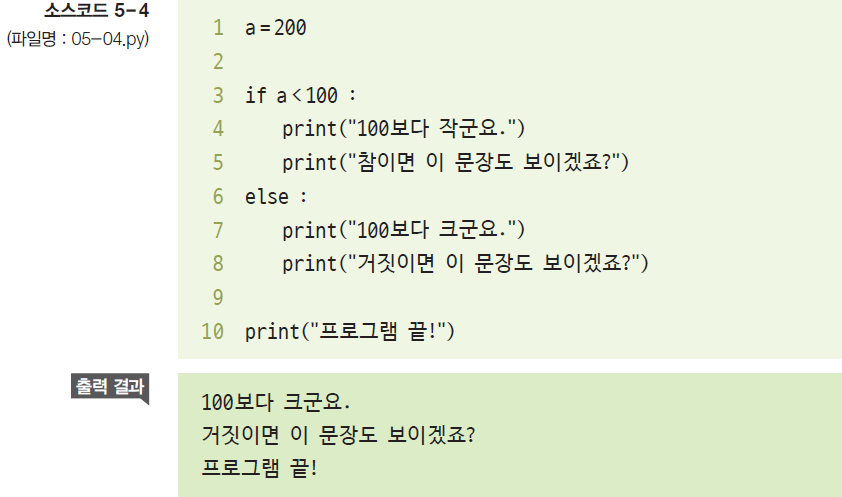 소스코드 5-4
(파일명 : 05-04.py)
1 a=200
2
3 if a<100 :
4 print("100보다 작군요.")
5 print("참이면 이 문장도 보이겠죠?")
6 else :
7 print("100보다 크군요.")
8 print("거짓이면 이 문장도 보이겠죠?")
9
10 print("프로그램 끝!")
출력 결과
100보다 크군요.
거짓이면 이 문장도 보이겠죠?
프로그램 끝!